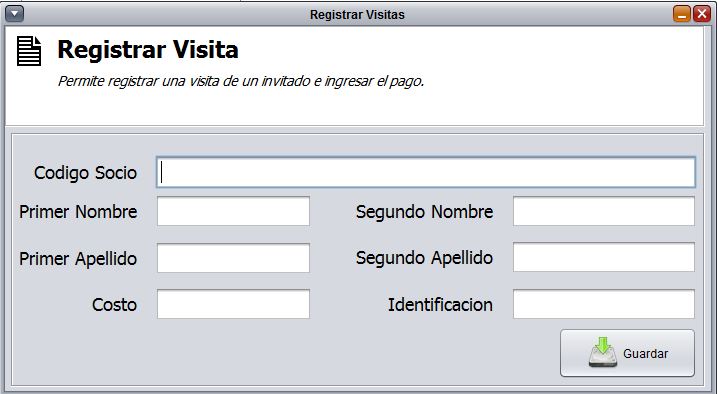 Registrar Visitas
Registrar Visita
Permite registrar una visita de un invitado e ingresar el pago.
Codigo Socio
Primer Nombre
Segundo Nombre
Primer Apellido
Segundo Apellido
Costo
Identificacion
Guardar